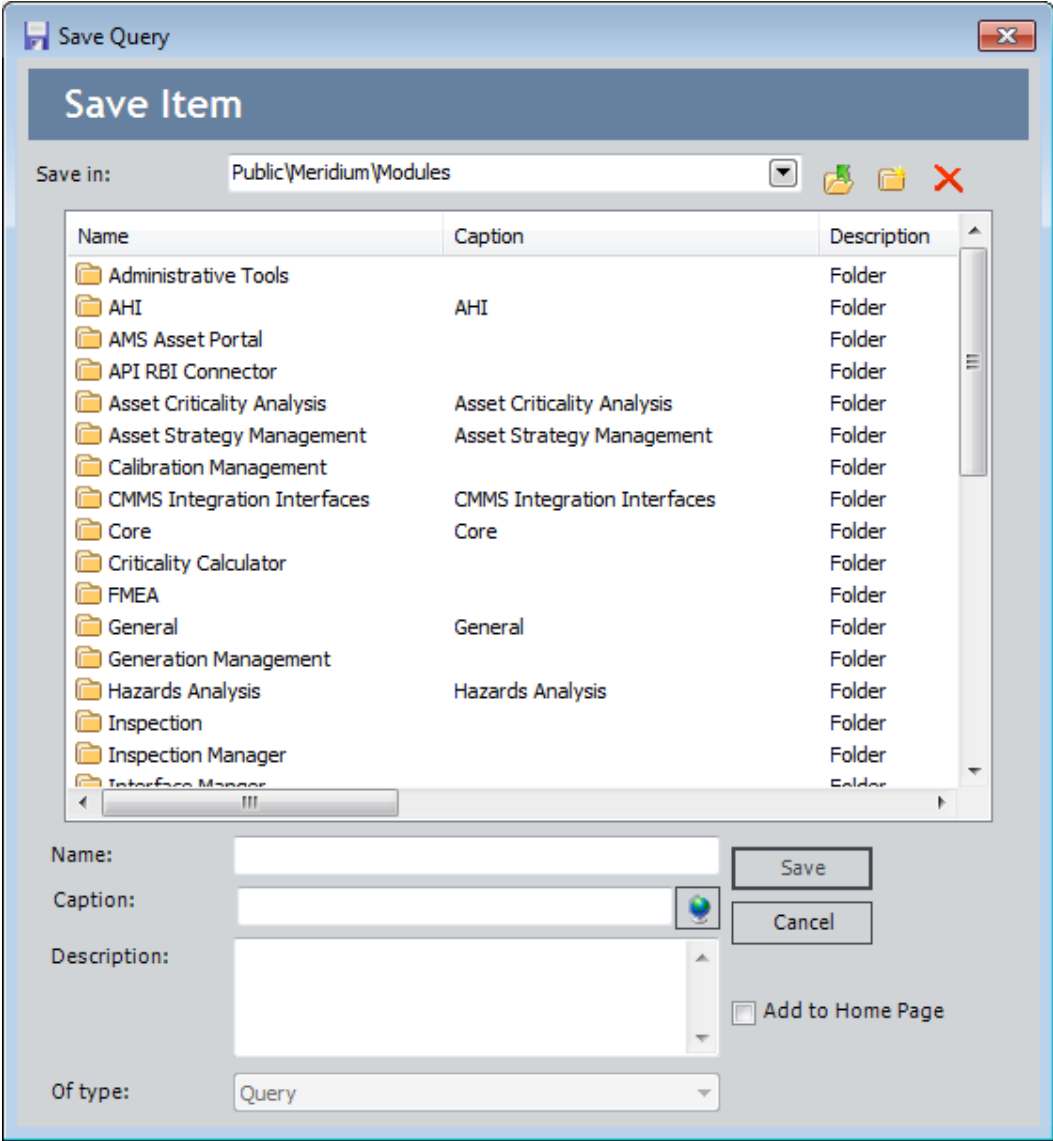 Save Query
Save Item
Save in: Public\Meridium\Modules
Name Caption Description
Administrative Tools Folder
AHI AHI Folder
AMS Asset Portal Folder
API RBI Connector Folder
Asset Criticality Analysis Asset Criticality Analysis Folder
Asset Strategy Management Asset Strategy Management Folder
Calibration Management Folder
CMMS Integration Interfaces CMMS Integration Interfaces Folder
Core Core Folder
Criticality Calculator Folder
FMEA Folder
General General Folder
Generation Management Folder
Hazards Analysis Hazards Analysis Folder
Inspection Folder
Inspection Manager Folder
Interface Manger Folder
Name: Save
Caption: Cancel
Description:
Add to Home Page
Of type: Query